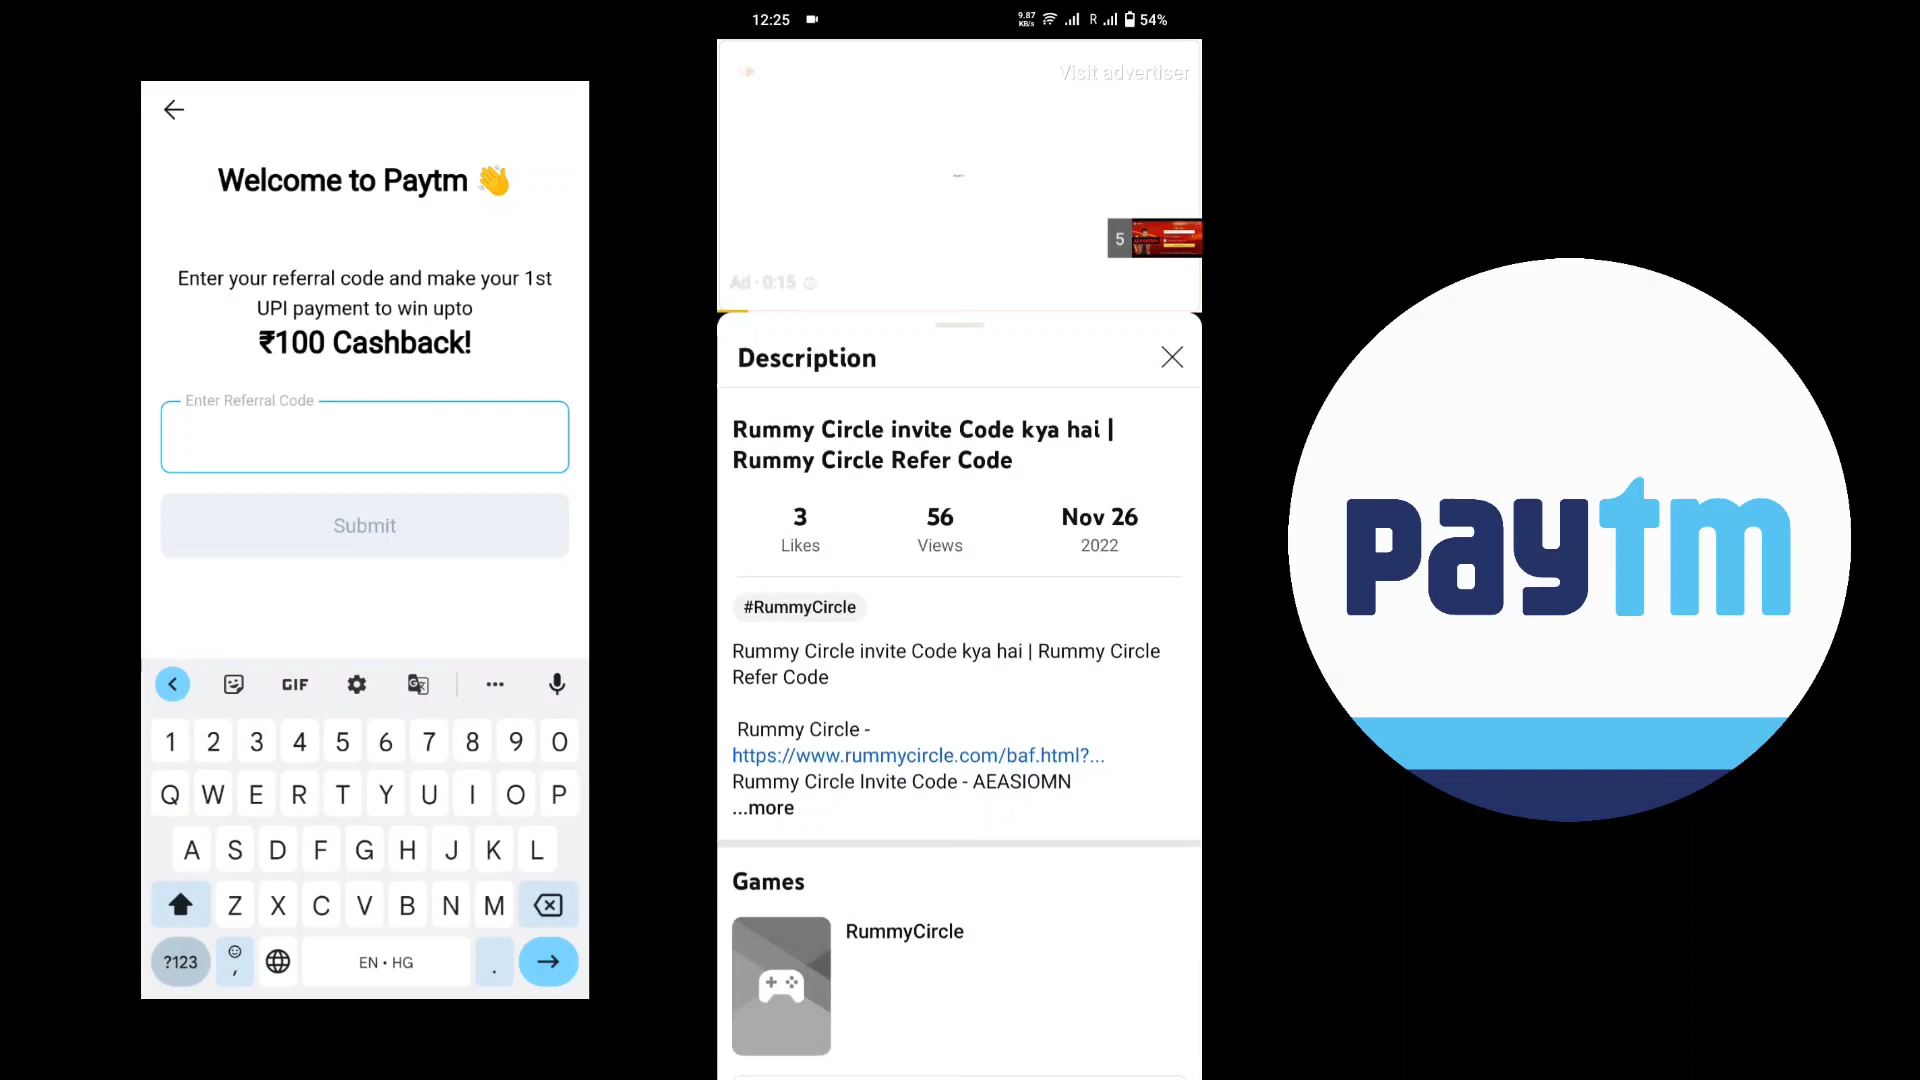 Welcome to Paytm 👋
Enter your referral code and make your 1st
UPI payment to win upto
₹100 Cashback!
Enter Referral Code
Submit
GIF
1 2 3 4 5 6 7 8 9 0
Q W E R T Y U I O P
A S D F G H J K L
Z X C V B N M
?123 , EN • HG .
12:25 9.87 KB/s R 54%
Visit advertiser
5
Ad · 0:15
Description
Rummy Circle invite Code kya hai |
Rummy Circle Refer Code
3 56 Nov 26
Likes Views 2022
#RummyCircle
Rummy Circle invite Code kya hai | Rummy Circle
Refer Code
Rummy Circle -
https://www.rummycircle.com/baf.html?...
Rummy Circle Invite Code - AEASIOMN
...more
Games
RummyCircle
paytm